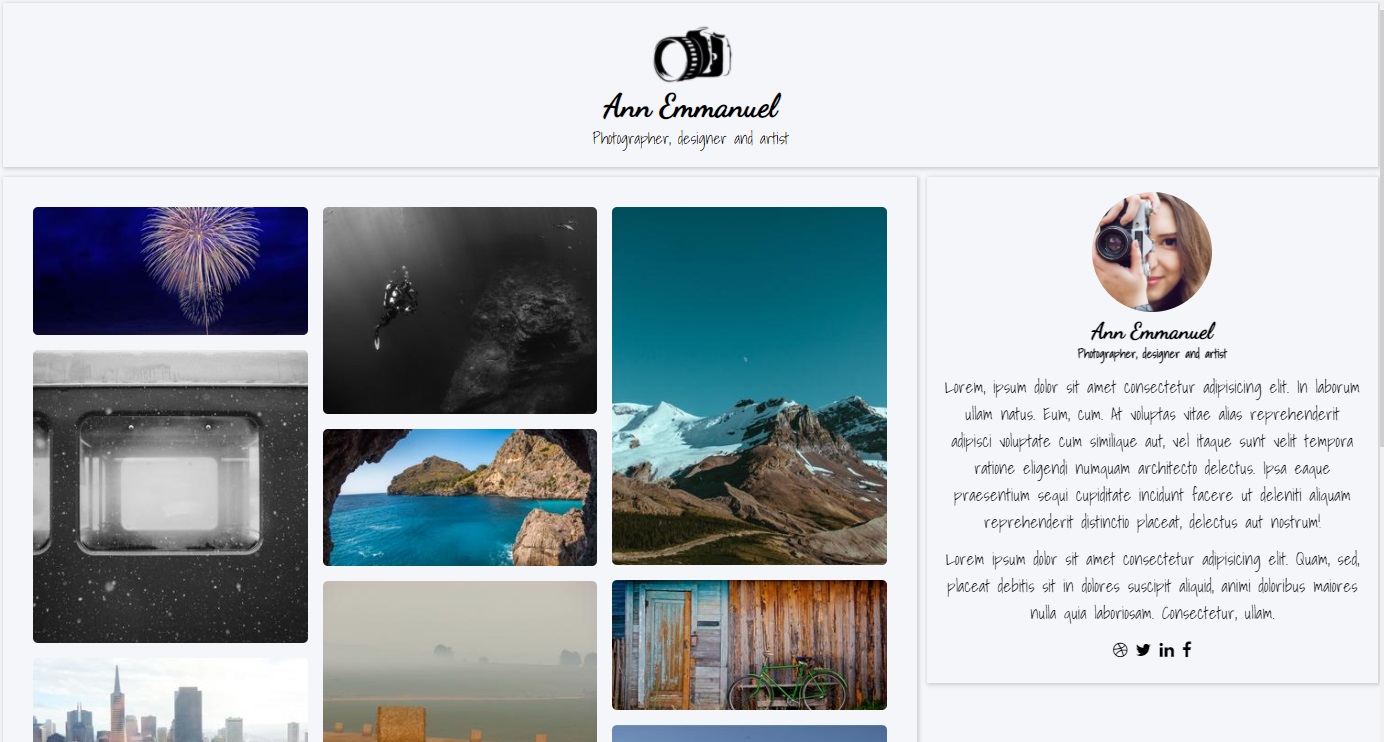 Ann Emmanuel
Photographer, designer and artist
Ann Emmanuel
Photographer, designer and artist
Lorem, ipsum dolor sit amet consectetur adipisicing elit. In laborum
ullam natus. Eum, cum. At voluptas vitae alias reprehenderit
adipisci voluptate cum similique aut, vel itaque sunt velit tempora
ratione eligendi numquam architecto delectus. Ipsa eaque
praesentium sequi cupiditate incidunt facere ut deleniti aliquam
reprehenderit distinctio placeat, delectus aut nostrum!
Lorem ipsum dolor sit amet consectetur adipisicing elit. Quam, sed,
placeat debitis sit in dolores suscipit aliquid, animi doloribus maiores
nulla quia laboriosam. Consectetur, ullam.